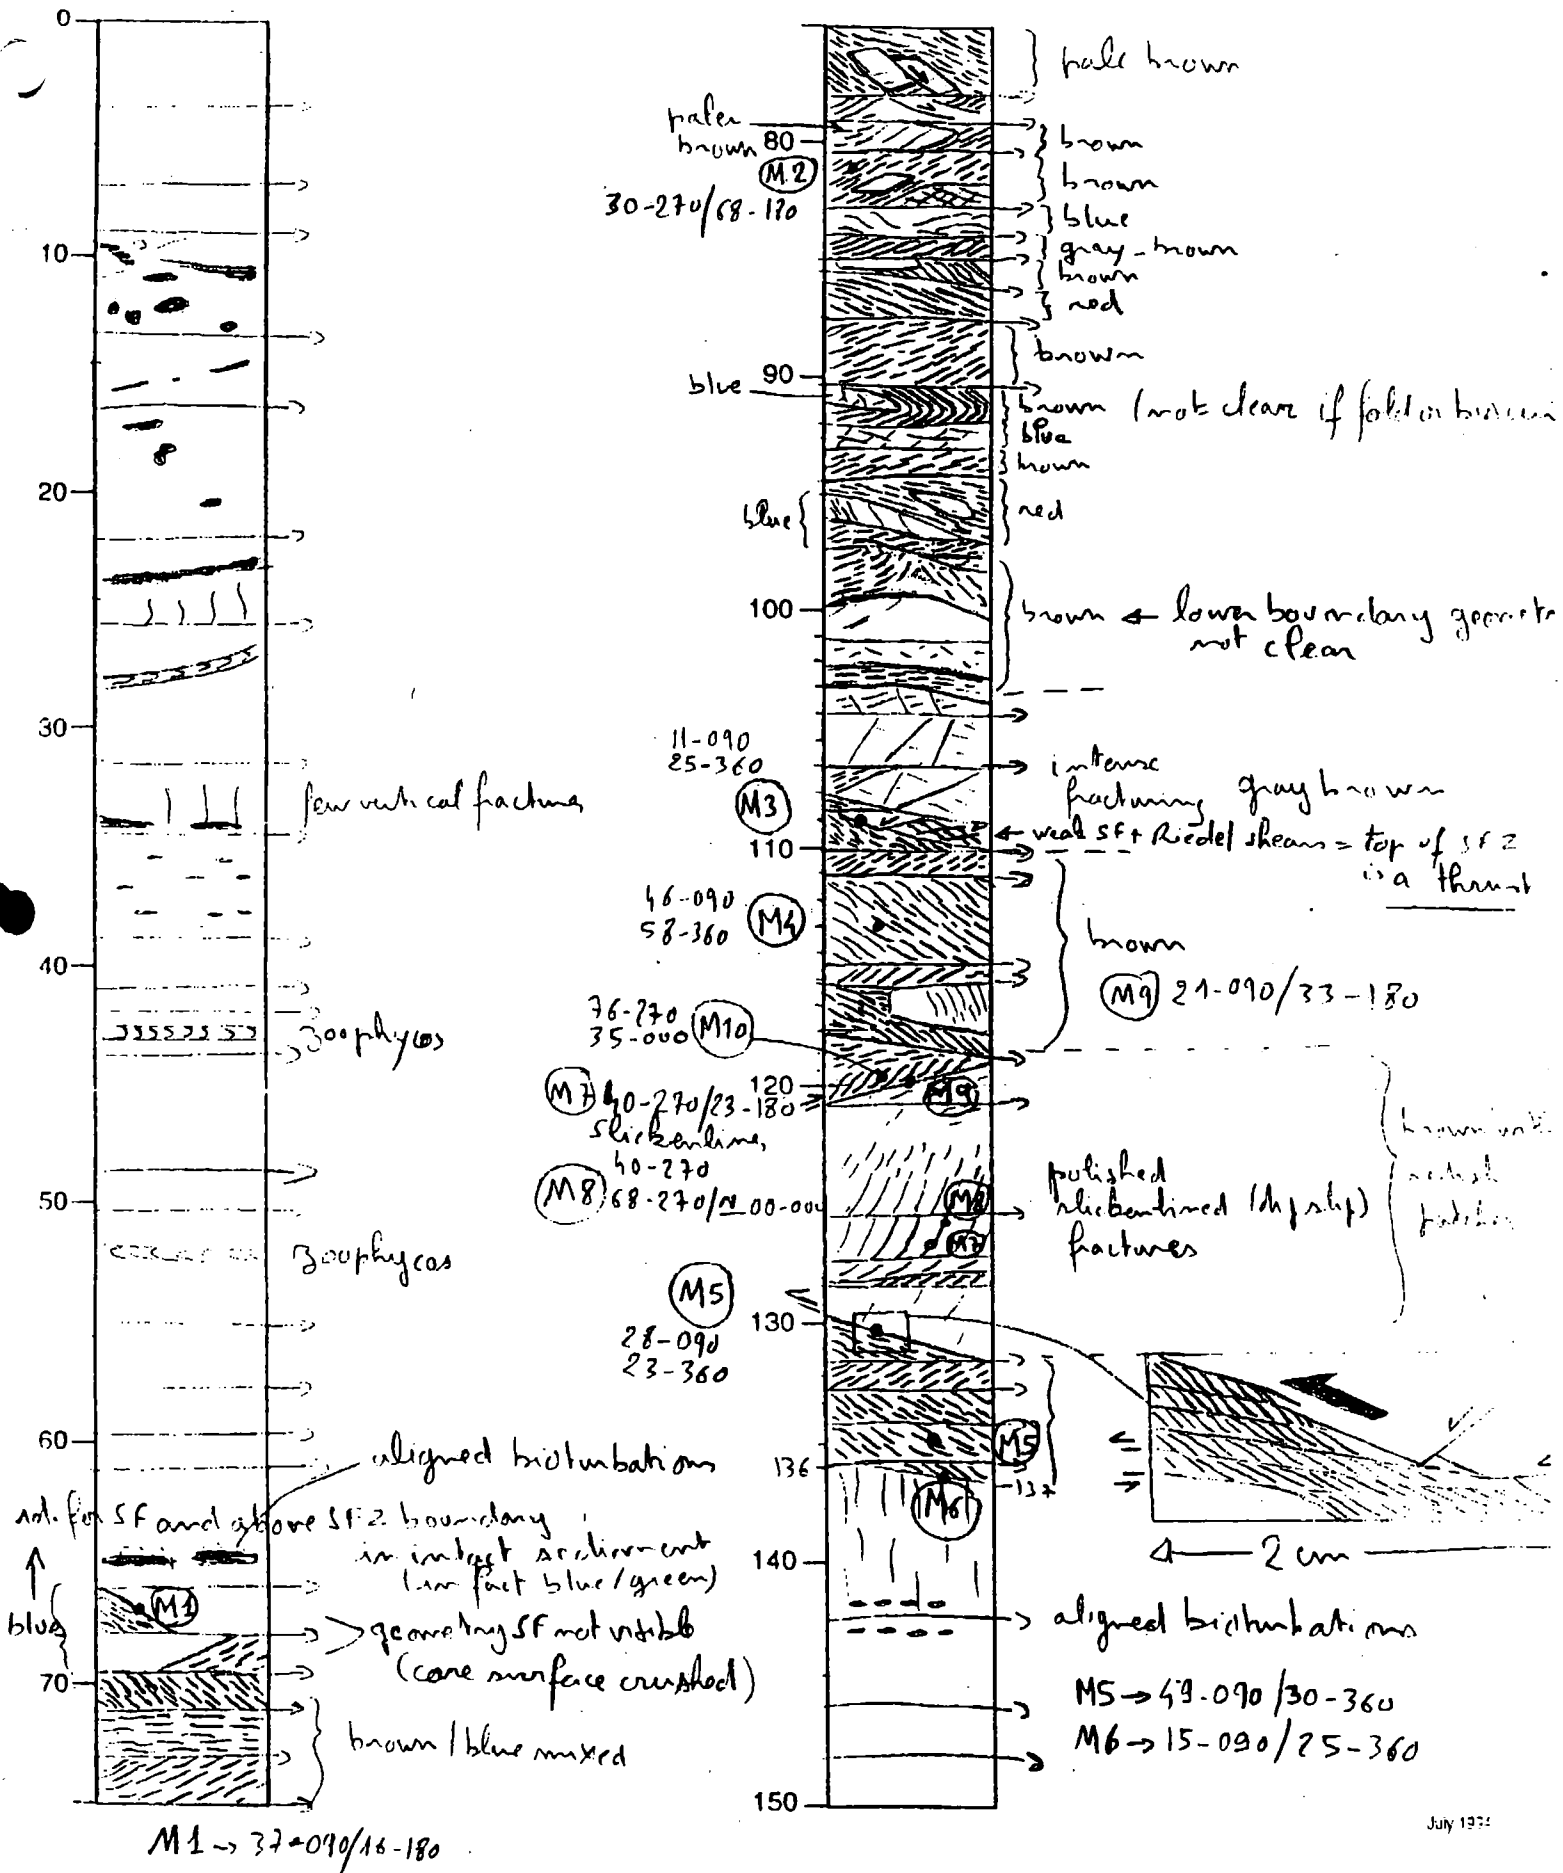 0
10
20
30
few vertical fractures
40
Zoophycos
50
Zoophycos
60
aligned bioturbations
SF and above SF2 boundary
in intact sediment
(in fact blue/green)
M1
blue
geometry SF not visible
(core surface crushed)
70
brown/blue mixed
M1 → 37-090/16-180
pale brown
paler
brown
80
brown
M2
brown
30-270/68-180
blue
gray-brown
brown
red
brown
90
blue
brown (not clear if fold or
blue
brown
blue
red
100
brown ← lower boundary
not clear
11-090
25-360
intense
fracturing gray brown
M3
← weak SF + Riedel shears = top of SF2
is a thrust
110
46-090
58-360
M4
brown
M9 21-090/33-180
76-270
35-000
M10
120
M9
M7 40-270/23-180
Slickenline,
40-270
M8 68-270/N 00-000
M8
M7
polished
slickenlined (dip slip)
fractures
M5
28-090
23-360
130
M5
136
137
M6
2 cm
140
aligned bioturbations
M5 → 49-090/30-360
M6 → 15-090/25-360
150
July